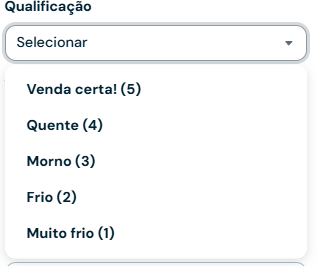 Qualificação
Selecionar
Venda certa! (5)
Quente (4)
Morno (3)
Frio (2)
Muito frio (1)